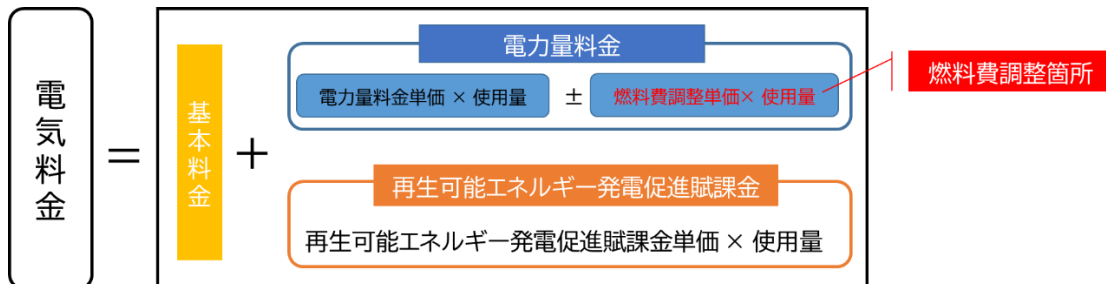 電気料金
=
基本料金
+
電力量料金
電力量料金単価 × 使用量
±
燃料費調整単価× 使用量
燃料費調整箇所
再生可能エネルギー発電促進賦課金
再生可能エネルギー発電促進賦課金単価 × 使用量